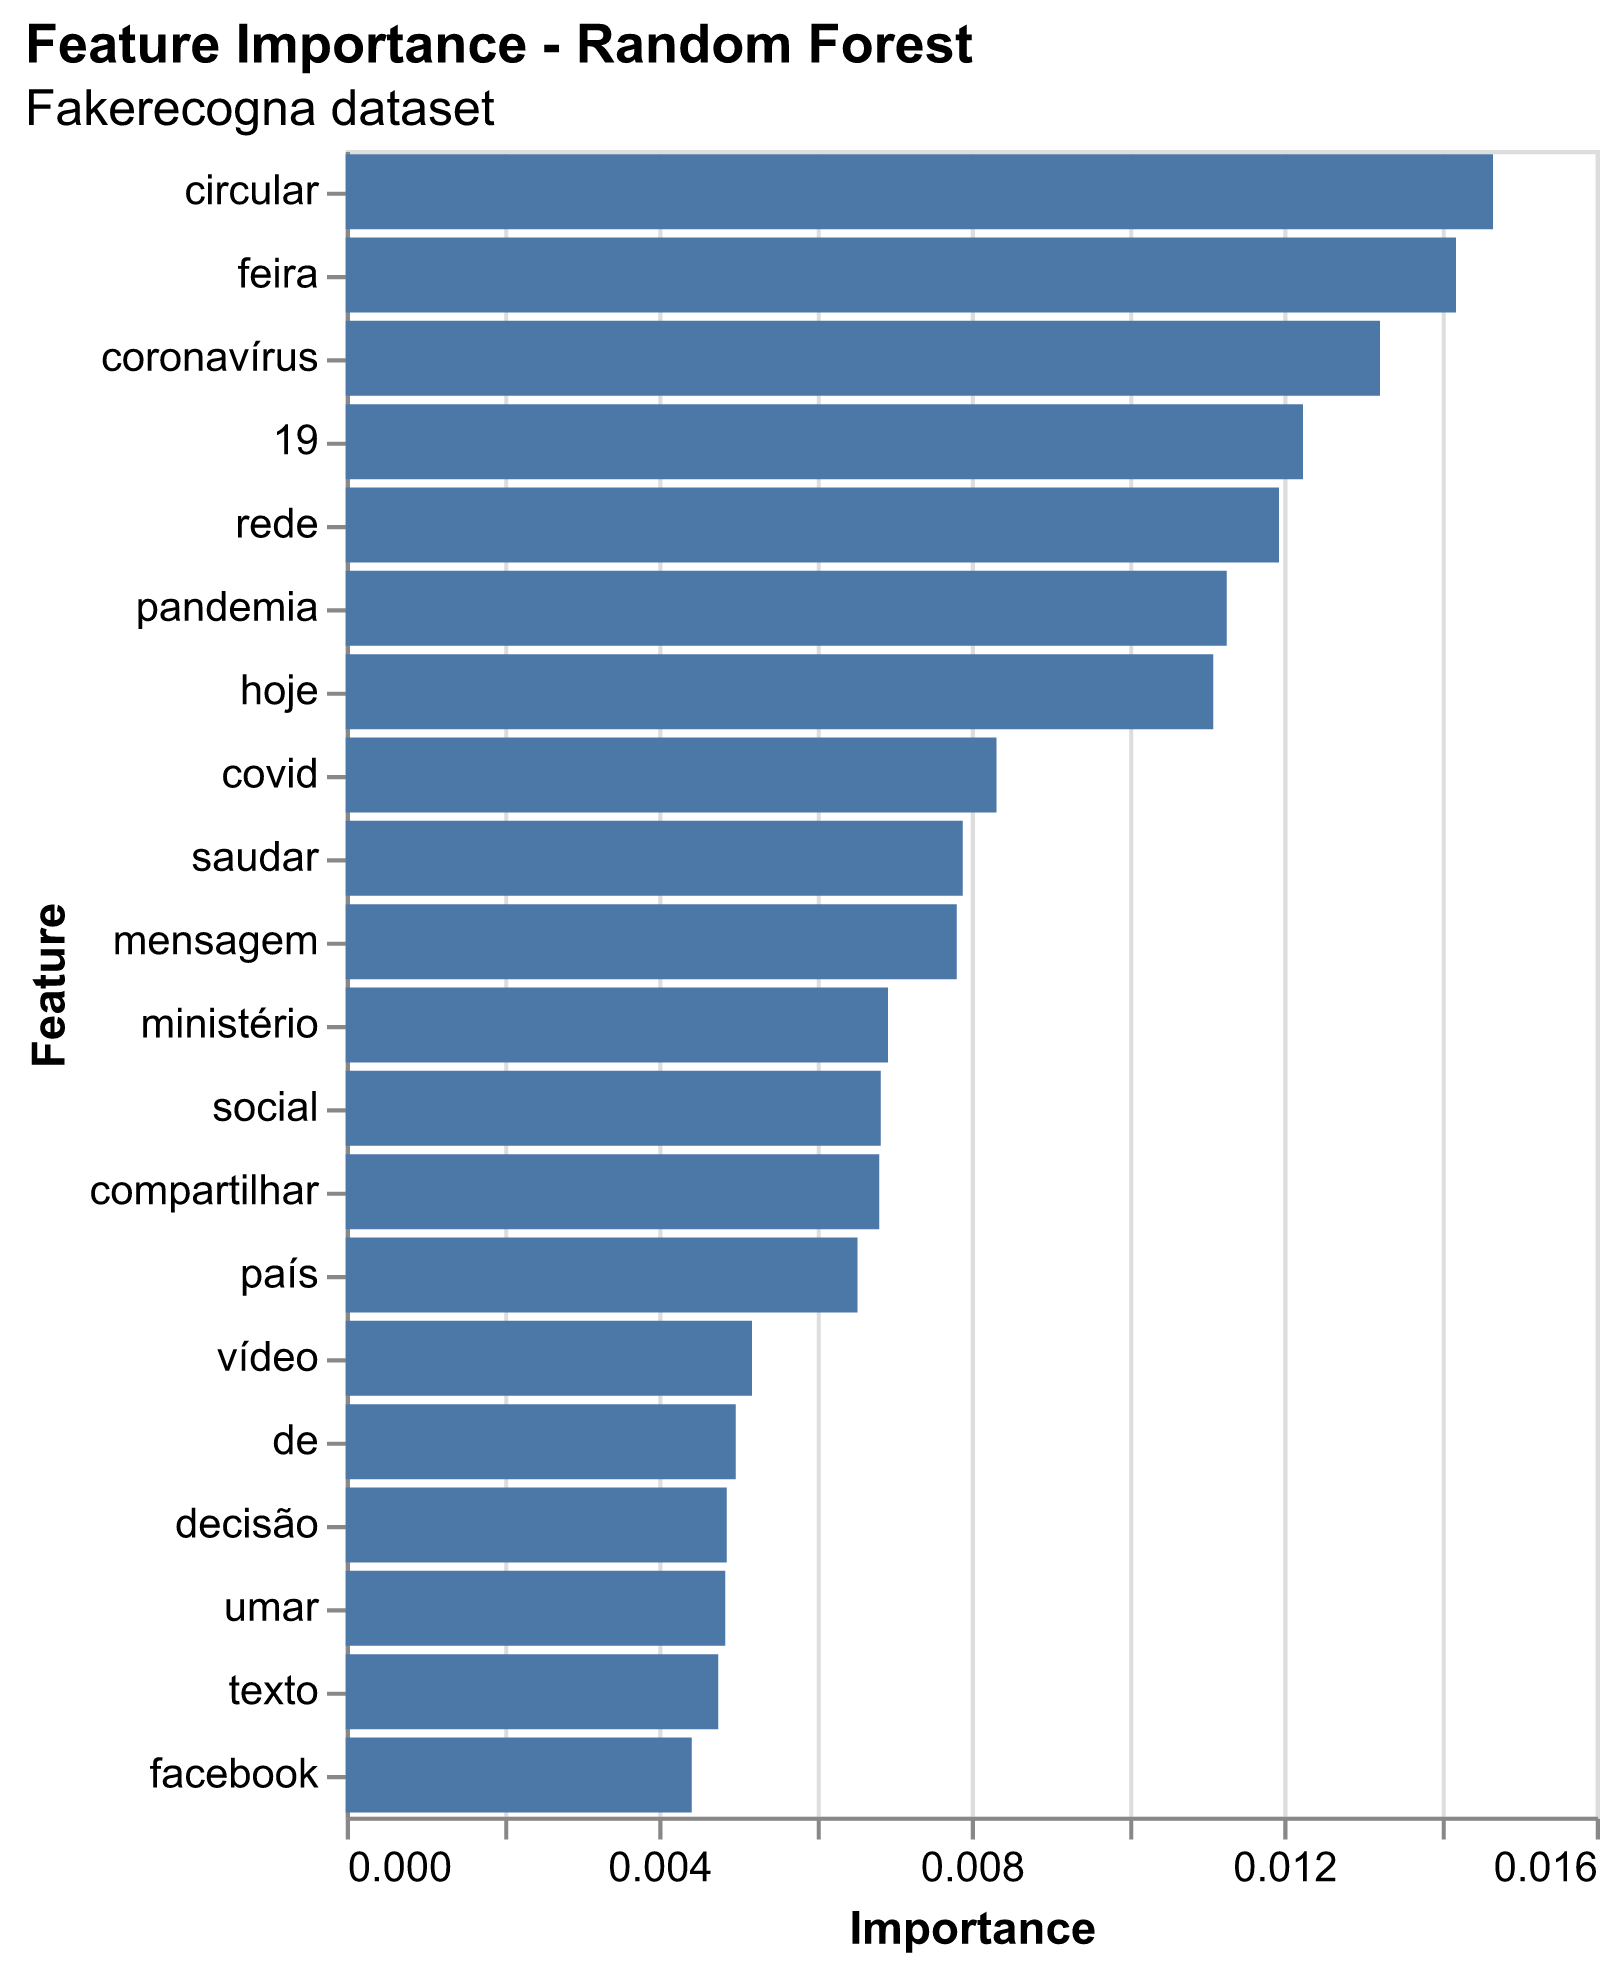 Feature Importance - Random Forest
Fakerecogna dataset
circular
feira
coronavírus
19
rede
pandemia
hoje
covid
saudar
mensagem
ministério
social
compartilhar
país
vídeo
de
decisão
umar
texto
facebook
Feature
0.000 0.004 0.008 0.012 0.016
Importance